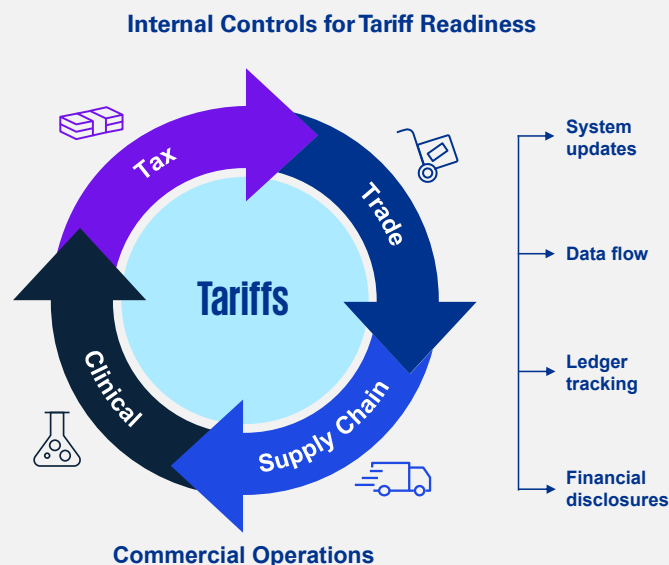 Internal Controls for Tariff Readiness
Tax
Trade
Tariffs
Clinical
Supply Chain
Commercial Operations
System
updates
Data flow
Ledger
tracking
Financial
disclosures